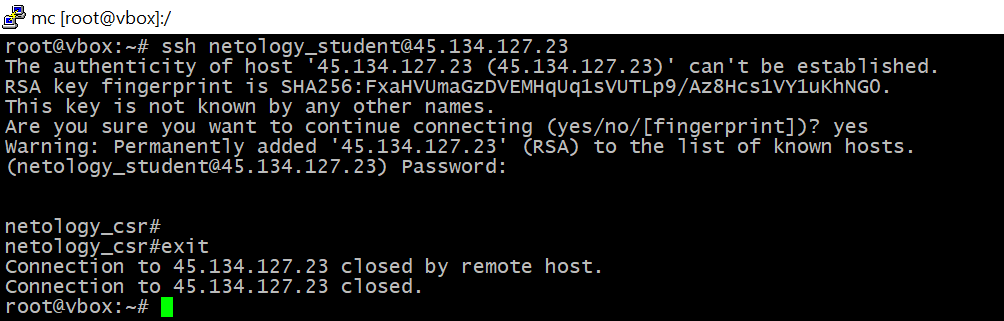 mc [root@vbox]:/
root@vbox:~# ssh netology_student@45.134.127.23
The authenticity of host '45.134.127.23 (45.134.127.23)' can't be established.
RSA key fingerprint is SHA256:FxaHVUmaGzDVEMHqUq1sVUTLp9/Az8Hcs1VY1uKhNG0.
This key is not known by any other names.
Are you sure you want to continue connecting (yes/no/[fingerprint])? yes
Warning: Permanently added '45.134.127.23' (RSA) to the list of known hosts.
(netology_student@45.134.127.23) Password:
netology_csr#
netology_csr#exit
Connection to 45.134.127.23 closed by remote host.
Connection to 45.134.127.23 closed.
root@vbox:~#